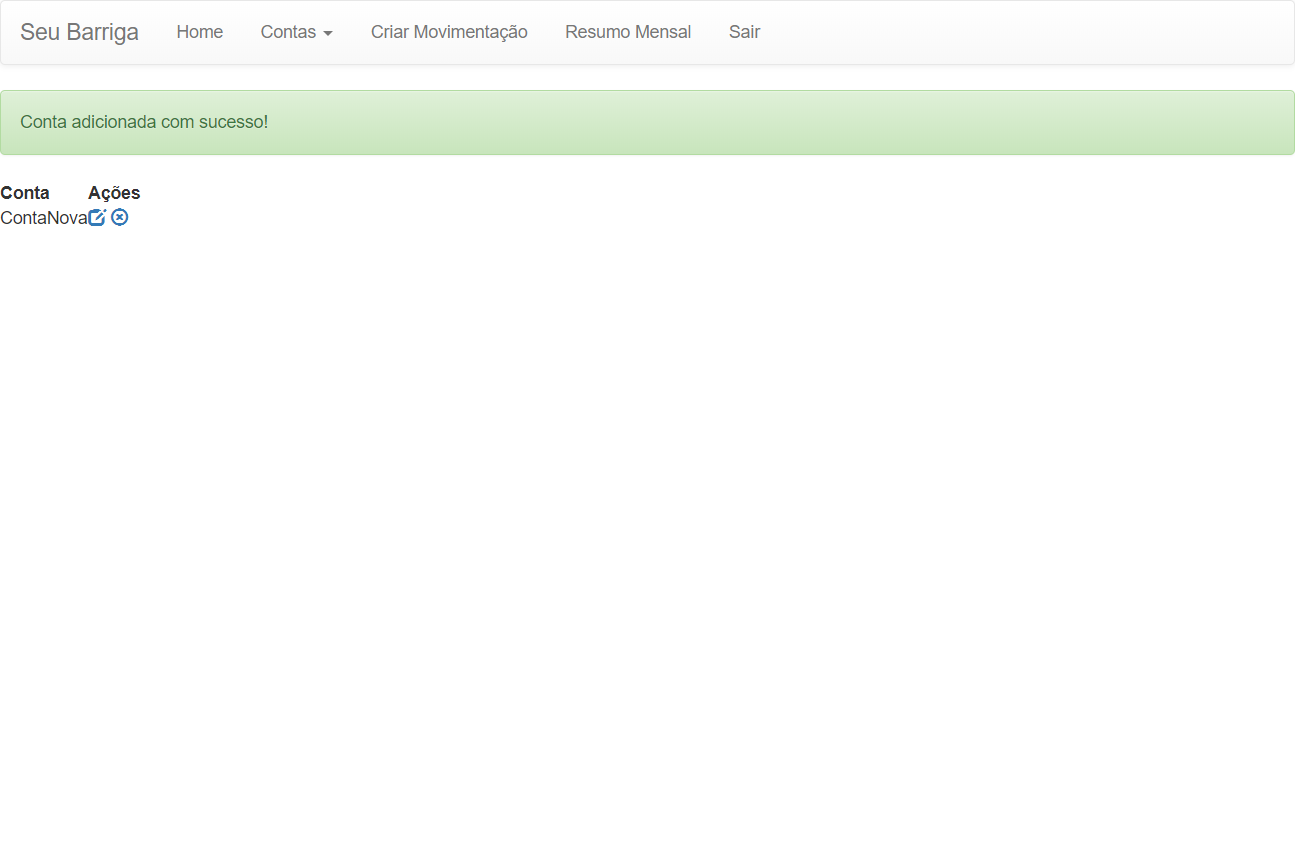 Seu Barriga Home Contas Criar Movimentação Resumo Mensal Sair
Conta adicionada com sucesso!
Conta Ações
ContaNova